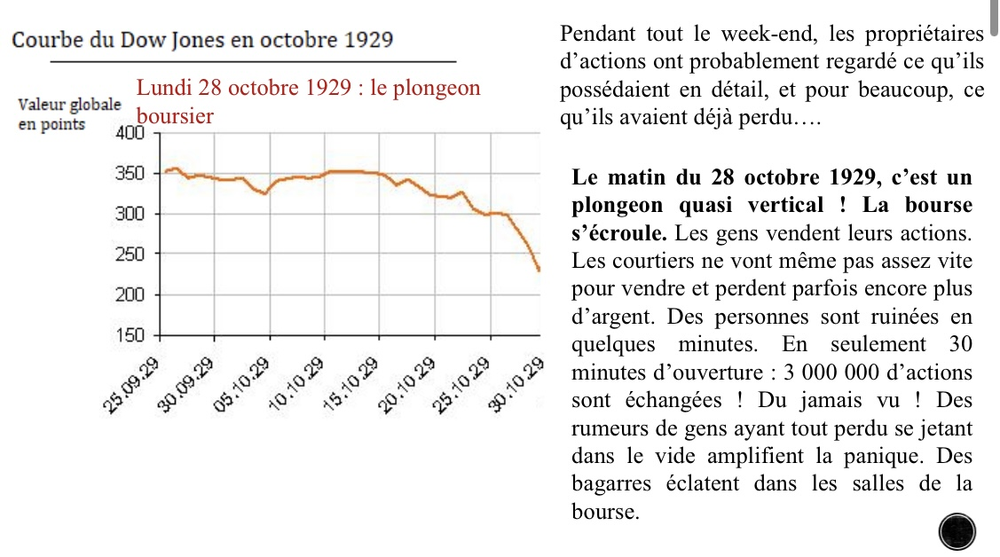 Courbe du Dow Jones en octobre 1929
Lundi 28 octobre 1929 : le plongeon
boursier
Valeur globale
en points
400
350
300
250
200
150
25.09.29
30.09.29
05.10.29
10.10.29
15.10.29
20.10.29
25.10.29
30.10.29
Pendant tout le week-end, les propriétaires
d’actions ont probablement regardé ce qu’ils
possédaient en détail, et pour beaucoup, ce
qu’ils avaient déjà perdu….
Le matin du 28 octobre 1929, c’est un
plongeon quasi vertical ! La bourse
s’écroule. Les gens vendent leurs actions.
Les courtiers ne vont même pas assez vite
pour vendre et perdent parfois encore plus
d’argent. Des personnes sont ruinées en
quelques minutes. En seulement 30
minutes d’ouverture : 3 000 000 d’actions
sont échangées ! Du jamais vu ! Des
rumeurs de gens ayant tout perdu se jetant
dans le vide amplifient la panique. Des
bagarres éclatent dans les salles de la
bourse.